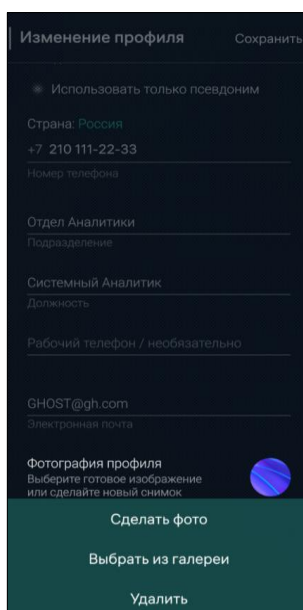 Изменение профиля Сохранить
Использовать только псевдоним
Страна: Россия
+7 210 111-22-33
Номер телефона
Отдел Аналитики
Подразделение
Системный Аналитик
Должность
Рабочий телефон / необязательно
GHOST@gh.com
Электронная почта
Фотография профиля
Выберите готовое изображение
или сделайте новый снимок
Сделать фото
Выбрать из галереи
Удалить